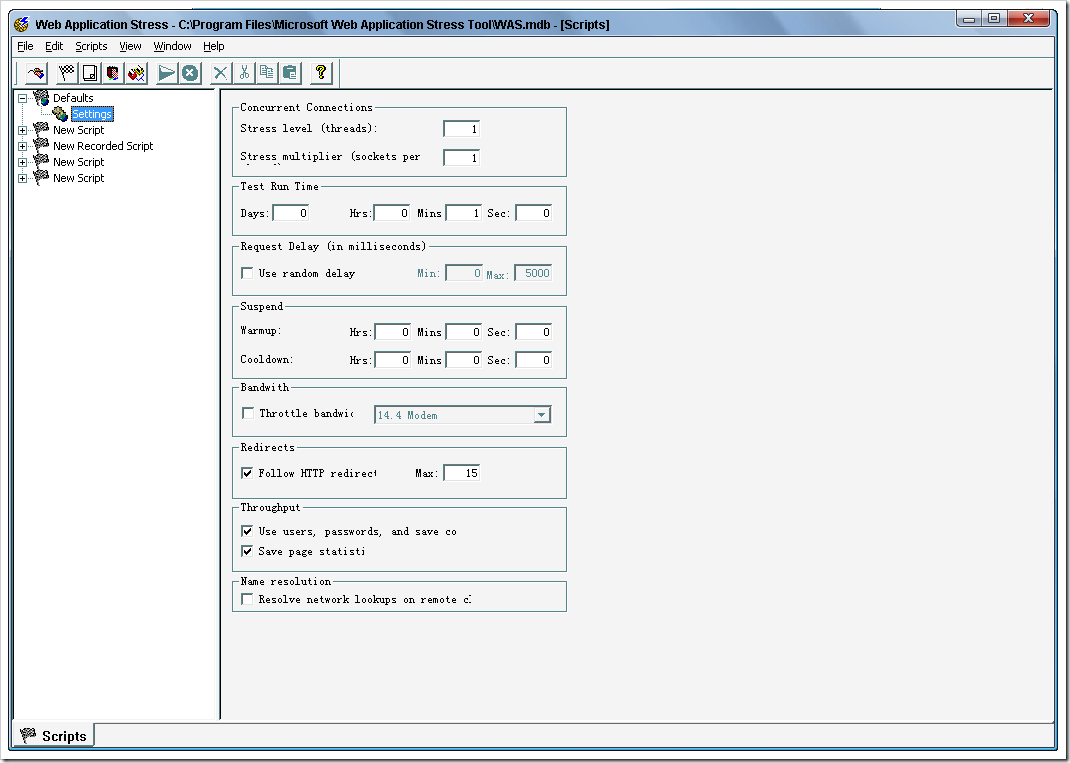 Web Application Stress - C:\Program Files\Microsoft Web Application Stress Tool\WAS.mdb - [Scripts]
File Edit Scripts View Window Help
Defaults
Settings
New Script
New Recorded Script
New Script
New Script
Concurrent Connections
Stress level (threads): 1
Stress multiplier (sockets per 1
Test Run Time
Days: 0 Hrs: 0 Mins 1 Sec: 0
Request Delay (in milliseconds)
Use random delay Min: 0 Max: 5000
Suspend
Warmup: Hrs: 0 Mins 0 Sec: 0
Cooldown: Hrs: 0 Mins 0 Sec: 0
Bandwith
Throttle bandwic 14.4 Modem
Redirects
Follow HTTP redirect Max: 15
Throughput
Use users, passwords, and save co
Save page statisti
Name resolution
Resolve network lookups on remote c
Scripts